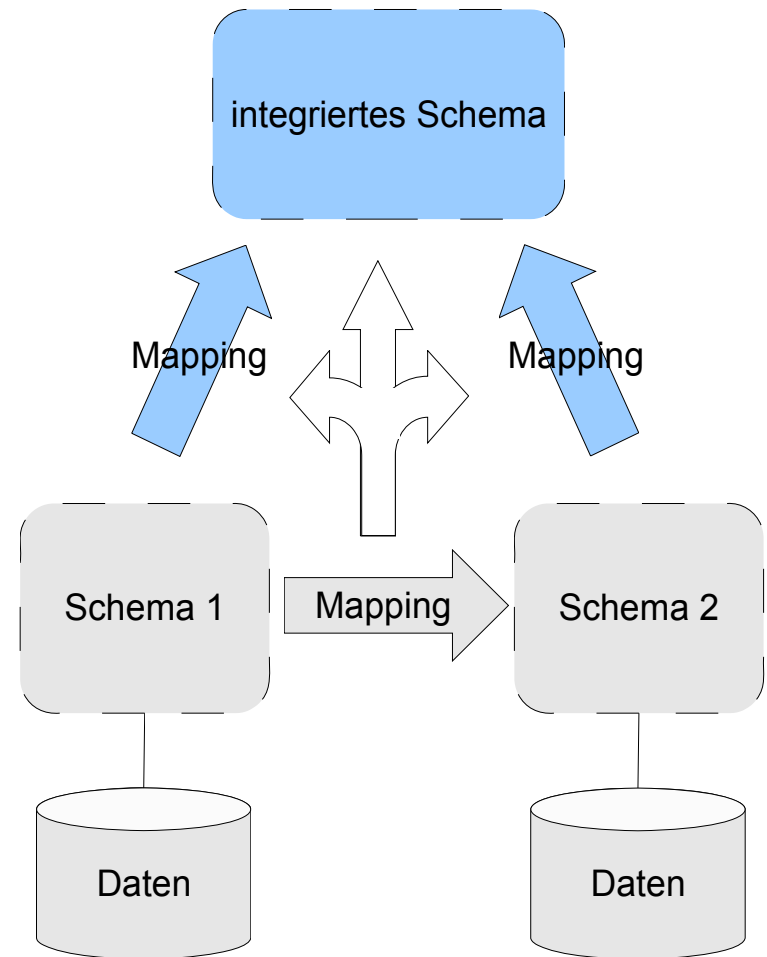 integriertes Schema
Mapping
Mapping
Schema 1
Mapping
Schema 2
Daten
Daten